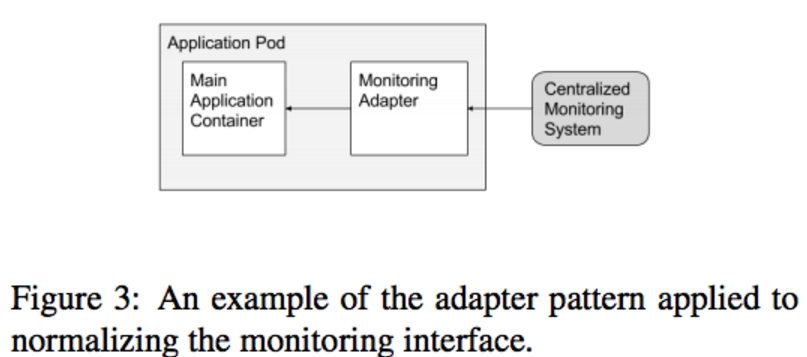 Application Pod
Main
Application
Container
Monitoring
Adapter
Centralized
Monitoring
System
Figure 3: An example of the adapter pattern applied to
normalizing the monitoring interface.